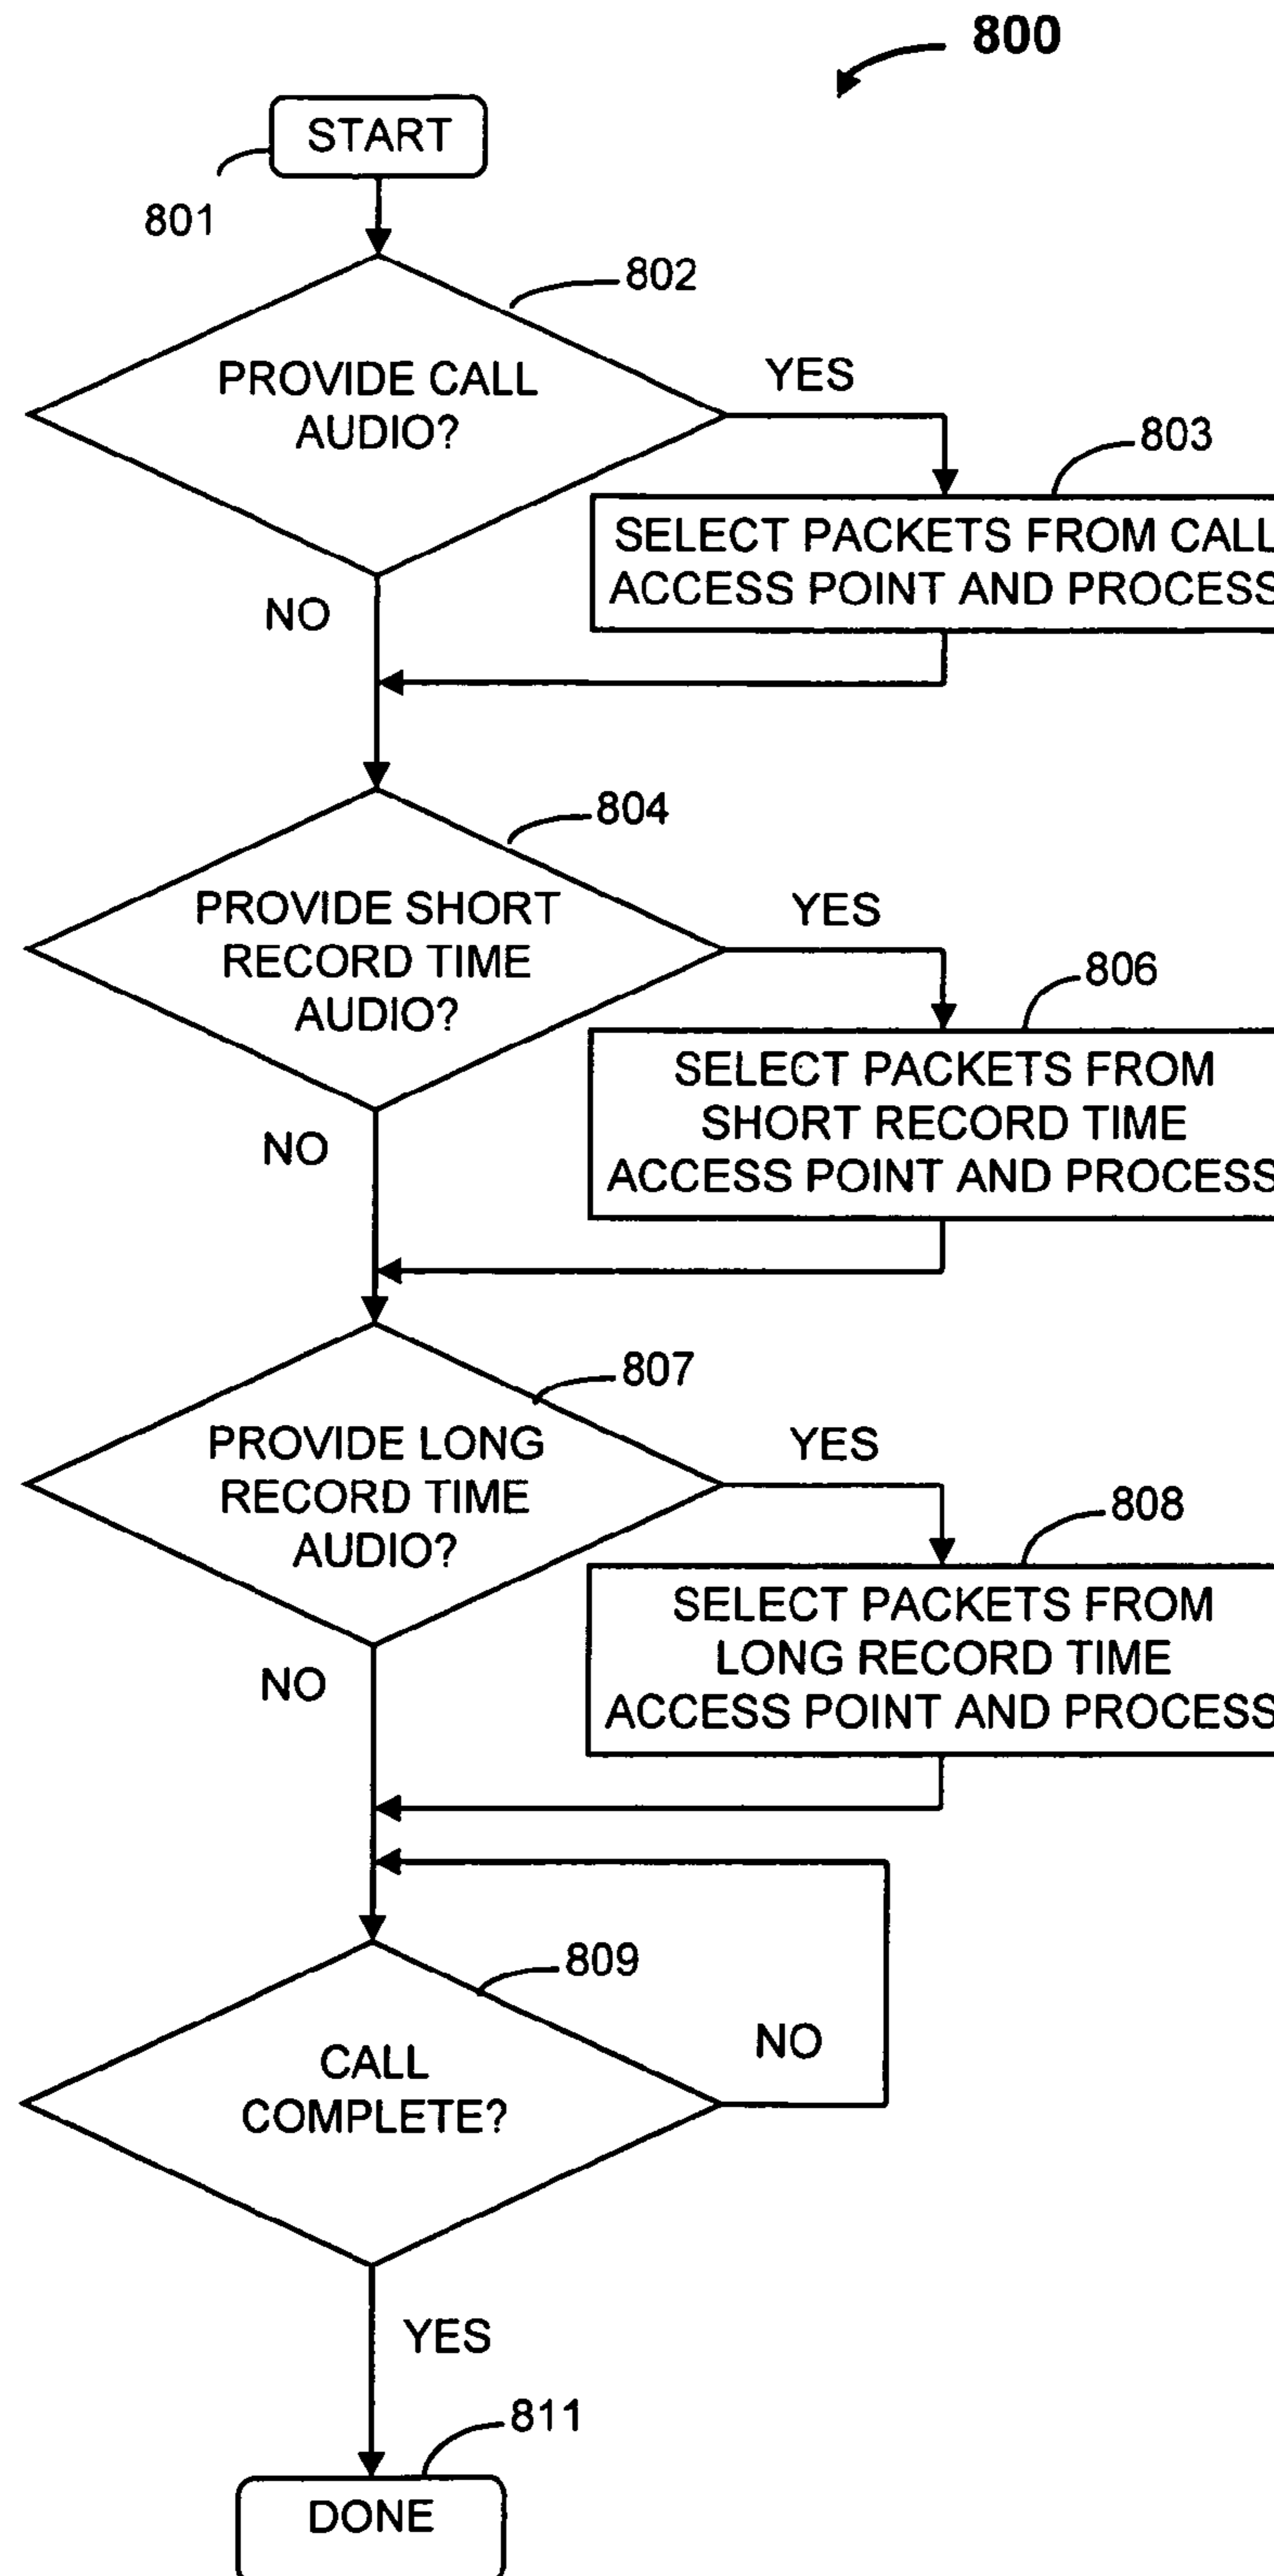 800
START
801
802
PROVIDE CALL
AUDIO?
YES
803
SELECT PACKETS FROM CALL
ACCESS POINT AND PROCESS
NO
804
PROVIDE SHORT
RECORD TIME
AUDIO?
YES
806
SELECT PACKETS FROM
SHORT RECORD TIME
ACCESS POINT AND PROCESS
NO
807
PROVIDE LONG
RECORD TIME
AUDIO?
YES
808
SELECT PACKETS FROM
LONG RECORD TIME
ACCESS POINT AND PROCESS
NO
809
CALL
COMPLETE?
NO
YES
811
DONE